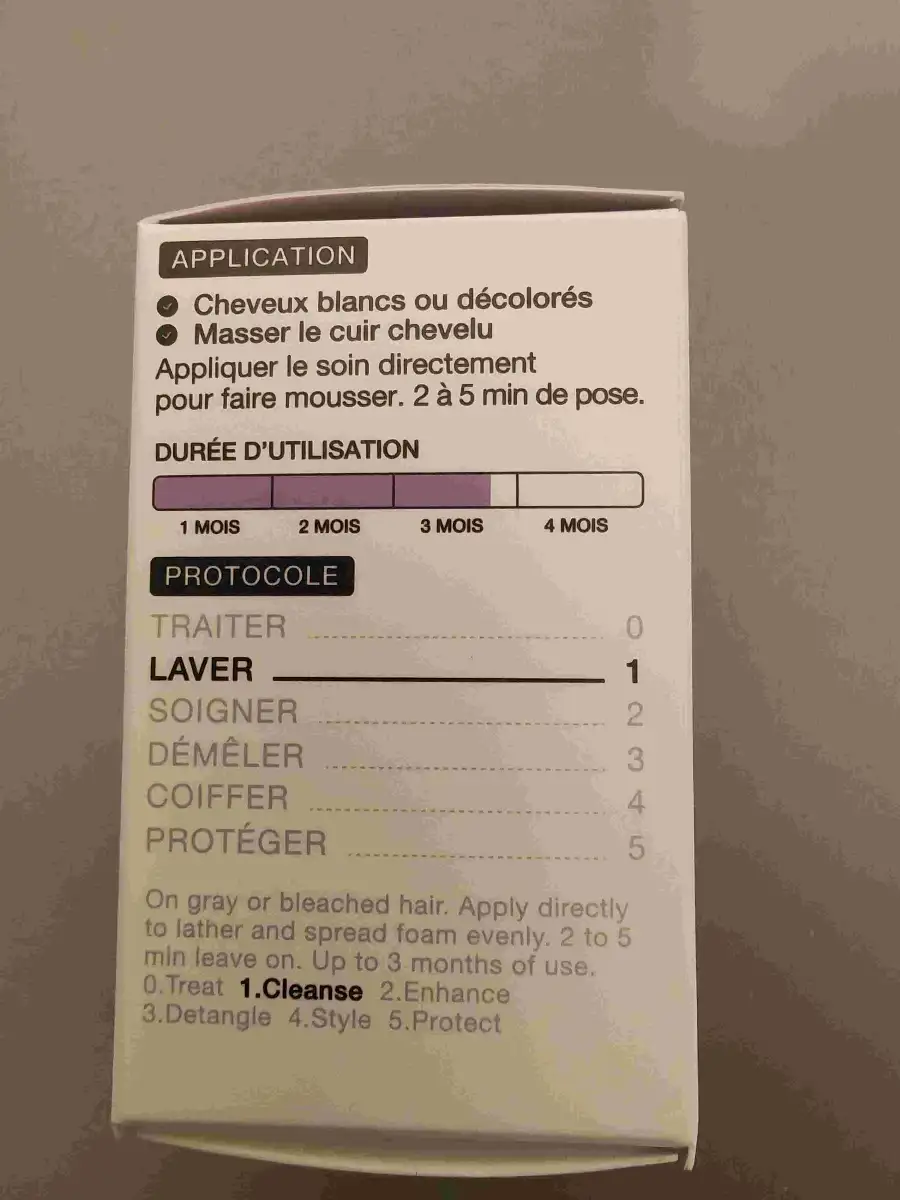 APPLICATION
Cheveux blancs ou décolorés
Masser le cuir chevelu
Appliquer le soin directement
pour faire mousser. 2 à 5 min de pose.
DURÉE D'UTILISATION
1 MOIS 2 MOIS 3 MOIS 4 MOIS
PROTOCOLE
TRAITER 0
LAVER 1
SOIGNER 2
DÉMÊLER 3
COIFFER 4
PROTÉGER 5
On gray or bleached hair. Apply directly
to lather and spread foam evenly. 2 to 5
min leave on. Up to 3 months of use.
0.Treat 1.Cleanse 2.Enhance
3.Detangle 4.Style 5.Protect